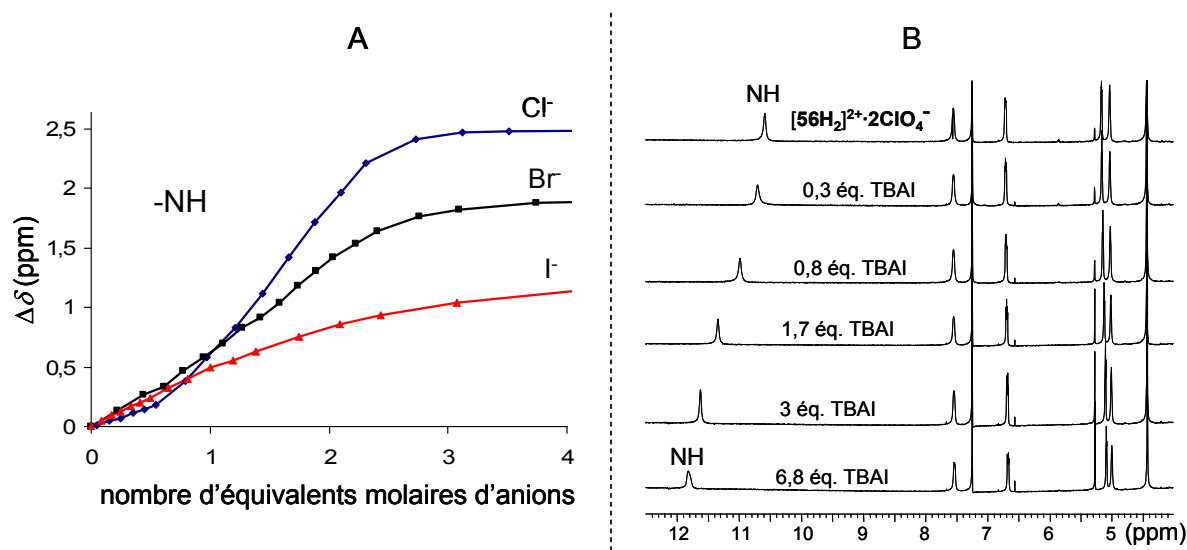 A
2,5
2
1,5
1
0,5
0
0 1 2 3 4
Δδ (ppm)
-NH
Cl⁻
Br⁻
I⁻
nombre d'équivalents molaires d'anions
B
NH
[56H₂]²⁺·2ClO₄⁻
0,3 éq. TBAI
0,8 éq. TBAI
1,7 éq. TBAI
3 éq. TBAI
NH
6,8 éq. TBAI
12 11 10 9 8 7 6 5 (ppm)